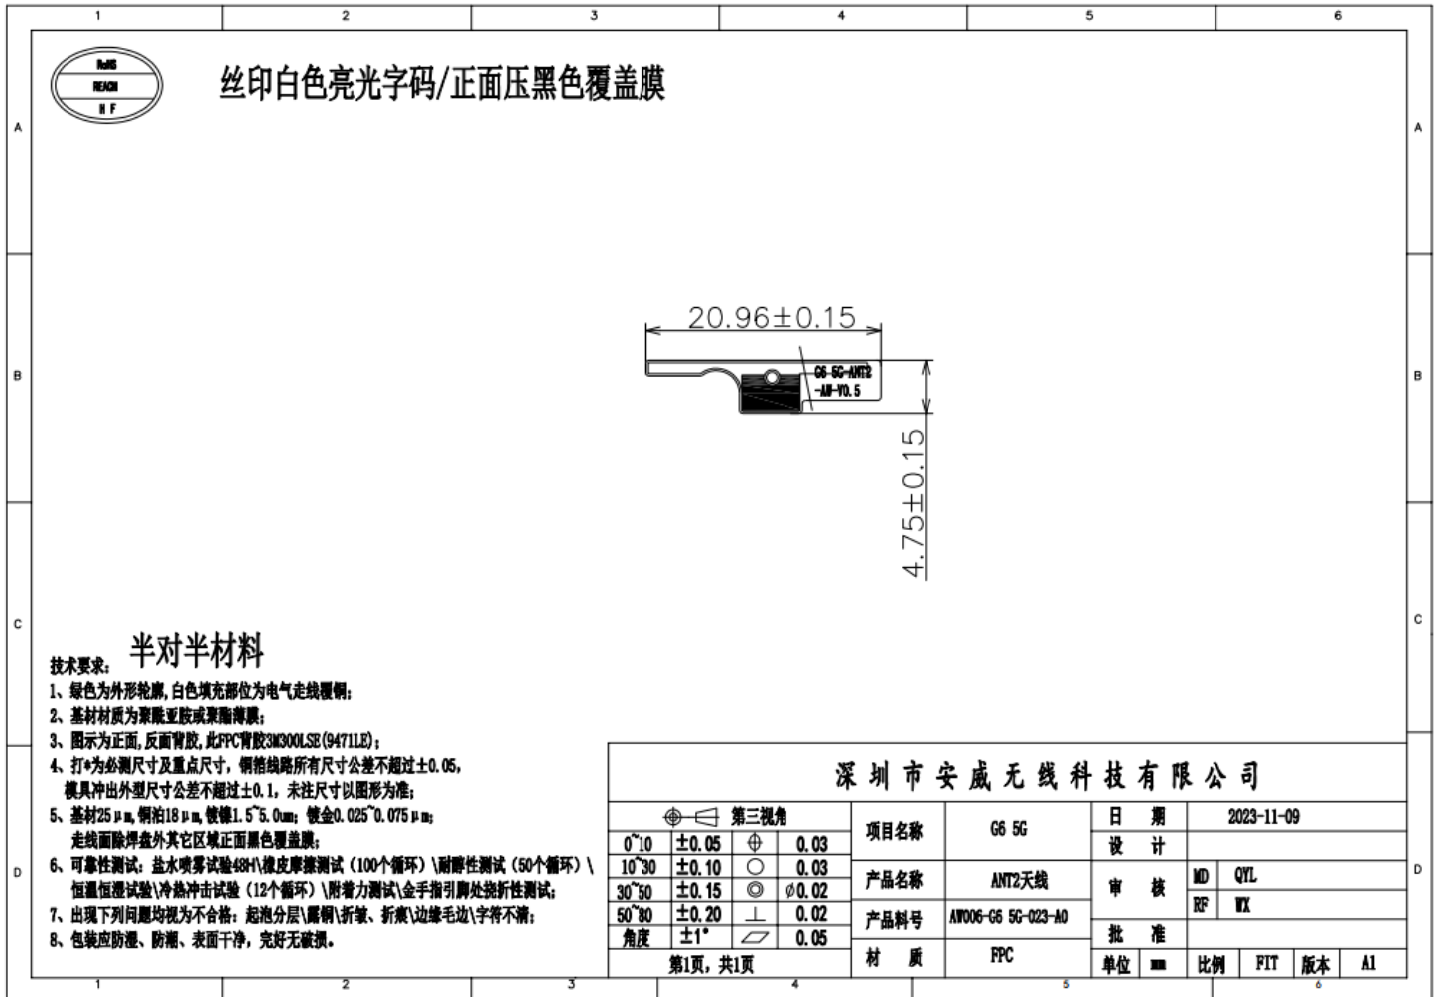 1 2 3 4 5 6
RoHS
REACH
H F
丝印白色亮光字码/正面压黑色覆盖膜
A A
20.96±0.15
B B
G6 5G-ANT2
-AW-V0.5
4.75±0.15
C C
半对半材料
技术要求:
1、绿色为外形轮廓,白色填充部位为电气走线覆铜;
2、基材材质为聚酰亚胺或聚酯薄膜;
3、图示为正面,反面背胶,此FPC背胶3M300LSE(9471LE);
4、打*为必测尺寸及重点尺寸，铜箔线路所有尺寸公差不超过±0.05,
模具冲出外型尺寸公差不超过±0.1, 未注尺寸以图形为准;
5、基材25μm,铜泊18μm,镀镍1.5~5.0um; 镀金0.025~0.075μm;
走线面除焊盘外其它区域正面黑色覆盖膜;
6、可靠性测试: 盐水喷雾试验48H\橡皮摩擦测试（100个循环）\耐醇性测试（50个循环）\
恒温恒湿试验\冷热冲击试验（12个循环）\附着力测试\金手指引脚处挠折性测试;
7、出现下列问题均视为不合格: 起泡分层\露铜\折皱、折痕\边缘毛边\字符不清;
8、包装应防湿、防潮、表面干净，完好无破损。
D D
深圳市安威无线科技有限公司
第三视角
0~10 ±0.05 0.03
10~30 ±0.10 0.03
30~50 ±0.15 ⌀0.02
50~80 ±0.20 0.02
角度 ±1° 0.05
第1页，共1页
项目名称 G6 5G
产品名称 ANT2天线
产品料号 AW006-G6 5G-023-A0
材 质 FPC
日 期 2023-11-09
设 计
审 核 MD QYL
RF WX
批 准
单位 mm 比例 FIT 版本 A1
1 2 3 4 5 6